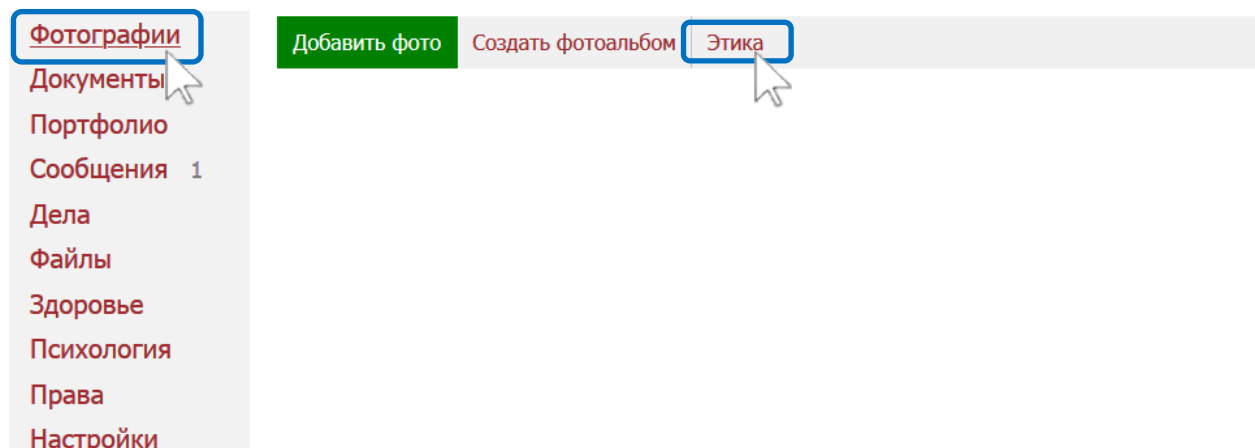 Фотографии
Добавить фото Создать фотоальбом Этика
Документы
Портфолио
Сообщения 1
Дела
Файлы
Здоровье
Психология
Права
Настройки